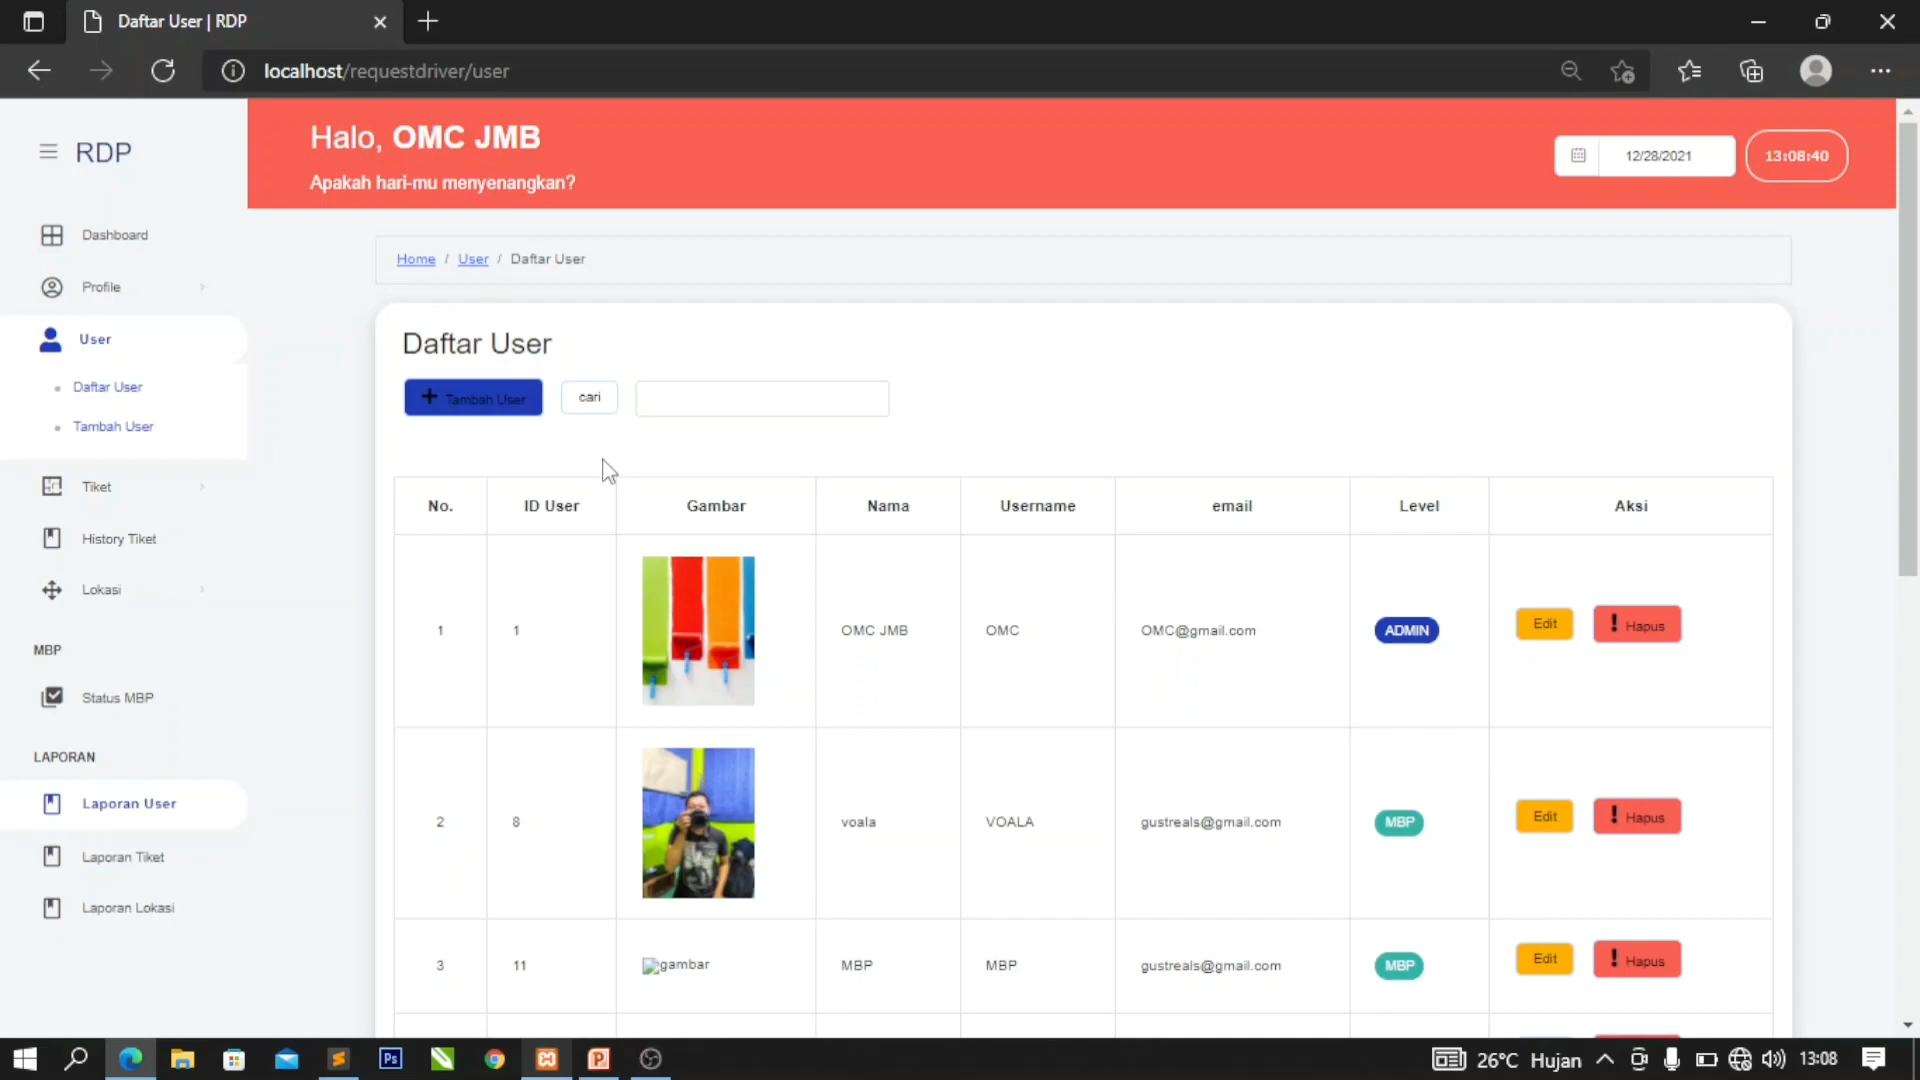 Daftar User | RDP
localhost/requestdriver/user
RDP
Halo, OMC JMB
Apakah hari-mu menyenangkan?
12/28/2021
13:08:40
Dashboard
Profile
User
Daftar User
Tambah User
Tiket
History Tiket
Lokasi
MBP
Status MBP
LAPORAN
Laporan User
Laporan Tiket
Laporan Lokasi
Home / User / Daftar User
Daftar User
+ Tambah User cari
No. ID User Gambar Nama Username email Level Aksi
1 1 OMC JMB OMC OMC@gmail.com ADMIN Edit ! Hapus
2 8 voala VOALA gustreals@gmail.com MBP Edit ! Hapus
3 11 gambar MBP MBP gustreals@gmail.com MBP Edit ! Hapus
Ps
26°C Hujan 13:08